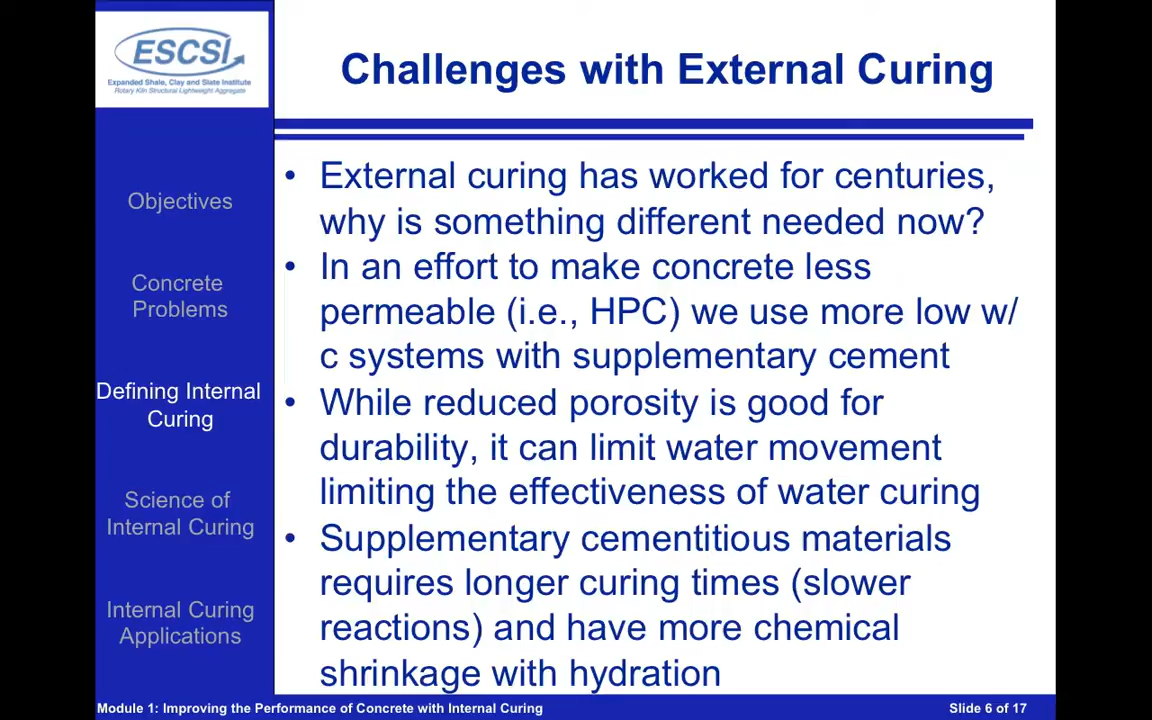 ESCSI
Expanded Shale, Clay and Slate Institute
Rotary Kiln Structural Lightweight Aggregate
Challenges with External Curing
Objectives
Concrete
Problems
Defining Internal
Curing
Science of
Internal Curing
Internal Curing
Applications
• External curing has worked for centuries,
why is something different needed now?
• In an effort to make concrete less
permeable (i.e., HPC) we use more low w/
c systems with supplementary cement
• While reduced porosity is good for
durability, it can limit water movement
limiting the effectiveness of water curing
• Supplementary cementitious materials
requires longer curing times (slower
reactions) and have more chemical
shrinkage with hydration
Module 1: Improving the Performance of Concrete with Internal Curing
Slide 6 of 17